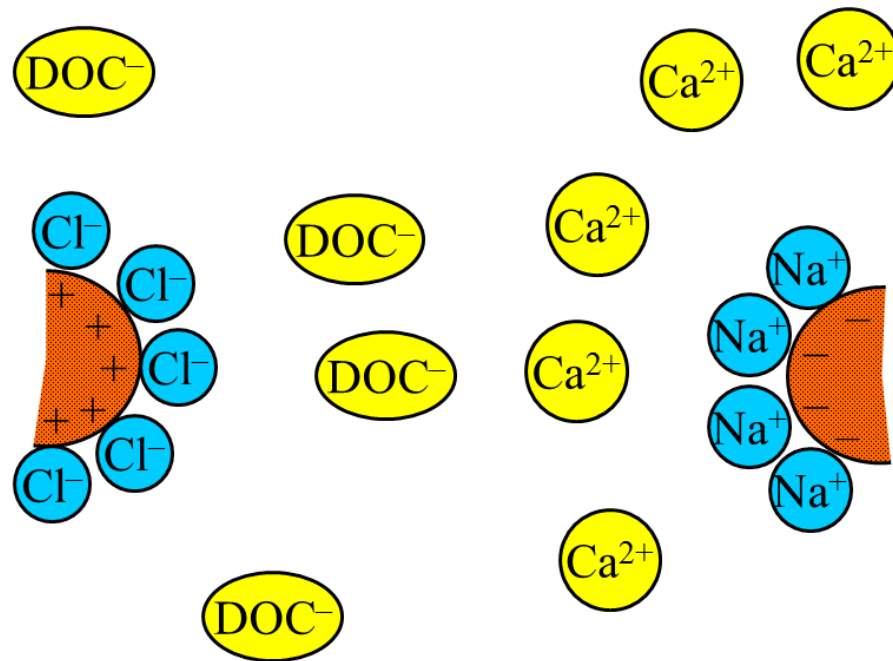 DOC⁻
Ca²⁺
Ca²⁺
Cl⁻
DOC⁻
Ca²⁺
Na⁺
Cl⁻
+
+
+
+
+
Cl⁻
DOC⁻
Ca²⁺
Na⁺
–
–
–
–
Cl⁻
Cl⁻
Na⁺
Na⁺
Ca²⁺
DOC⁻